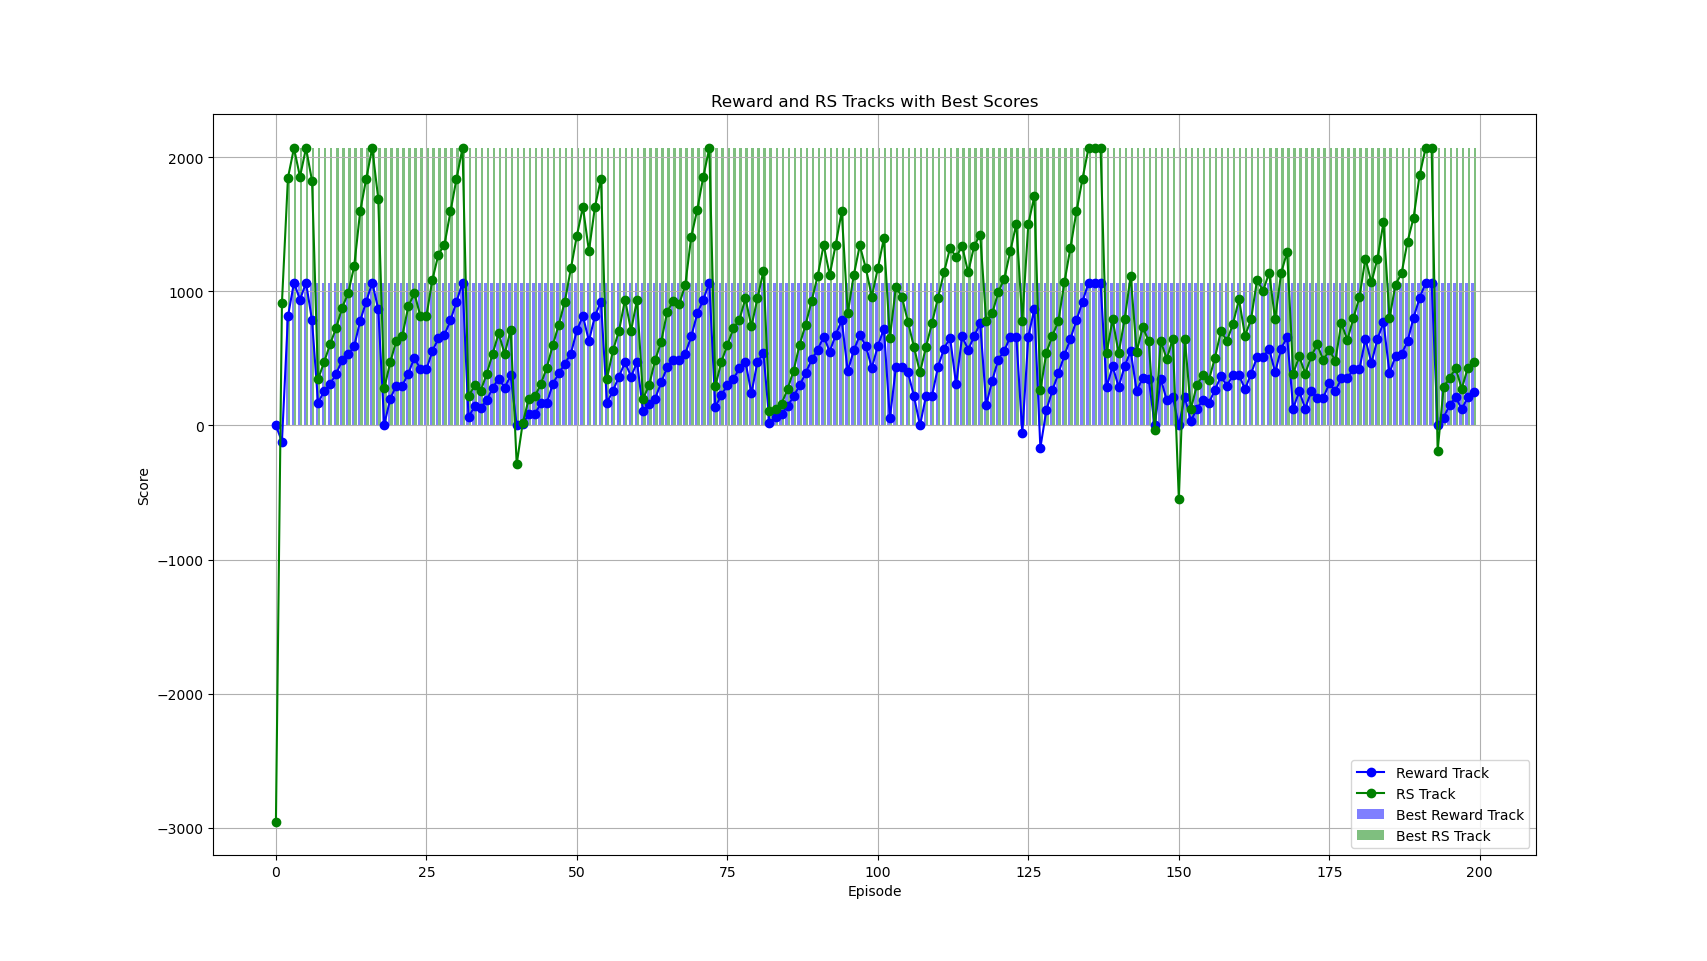 Reward and RS Tracks with Best Scores
2000
1000
0
−1000
−2000
−3000
Score
0 25 50 75 100 125 150 175 200
Episode
Reward Track
RS Track
Best Reward Track
Best RS Track